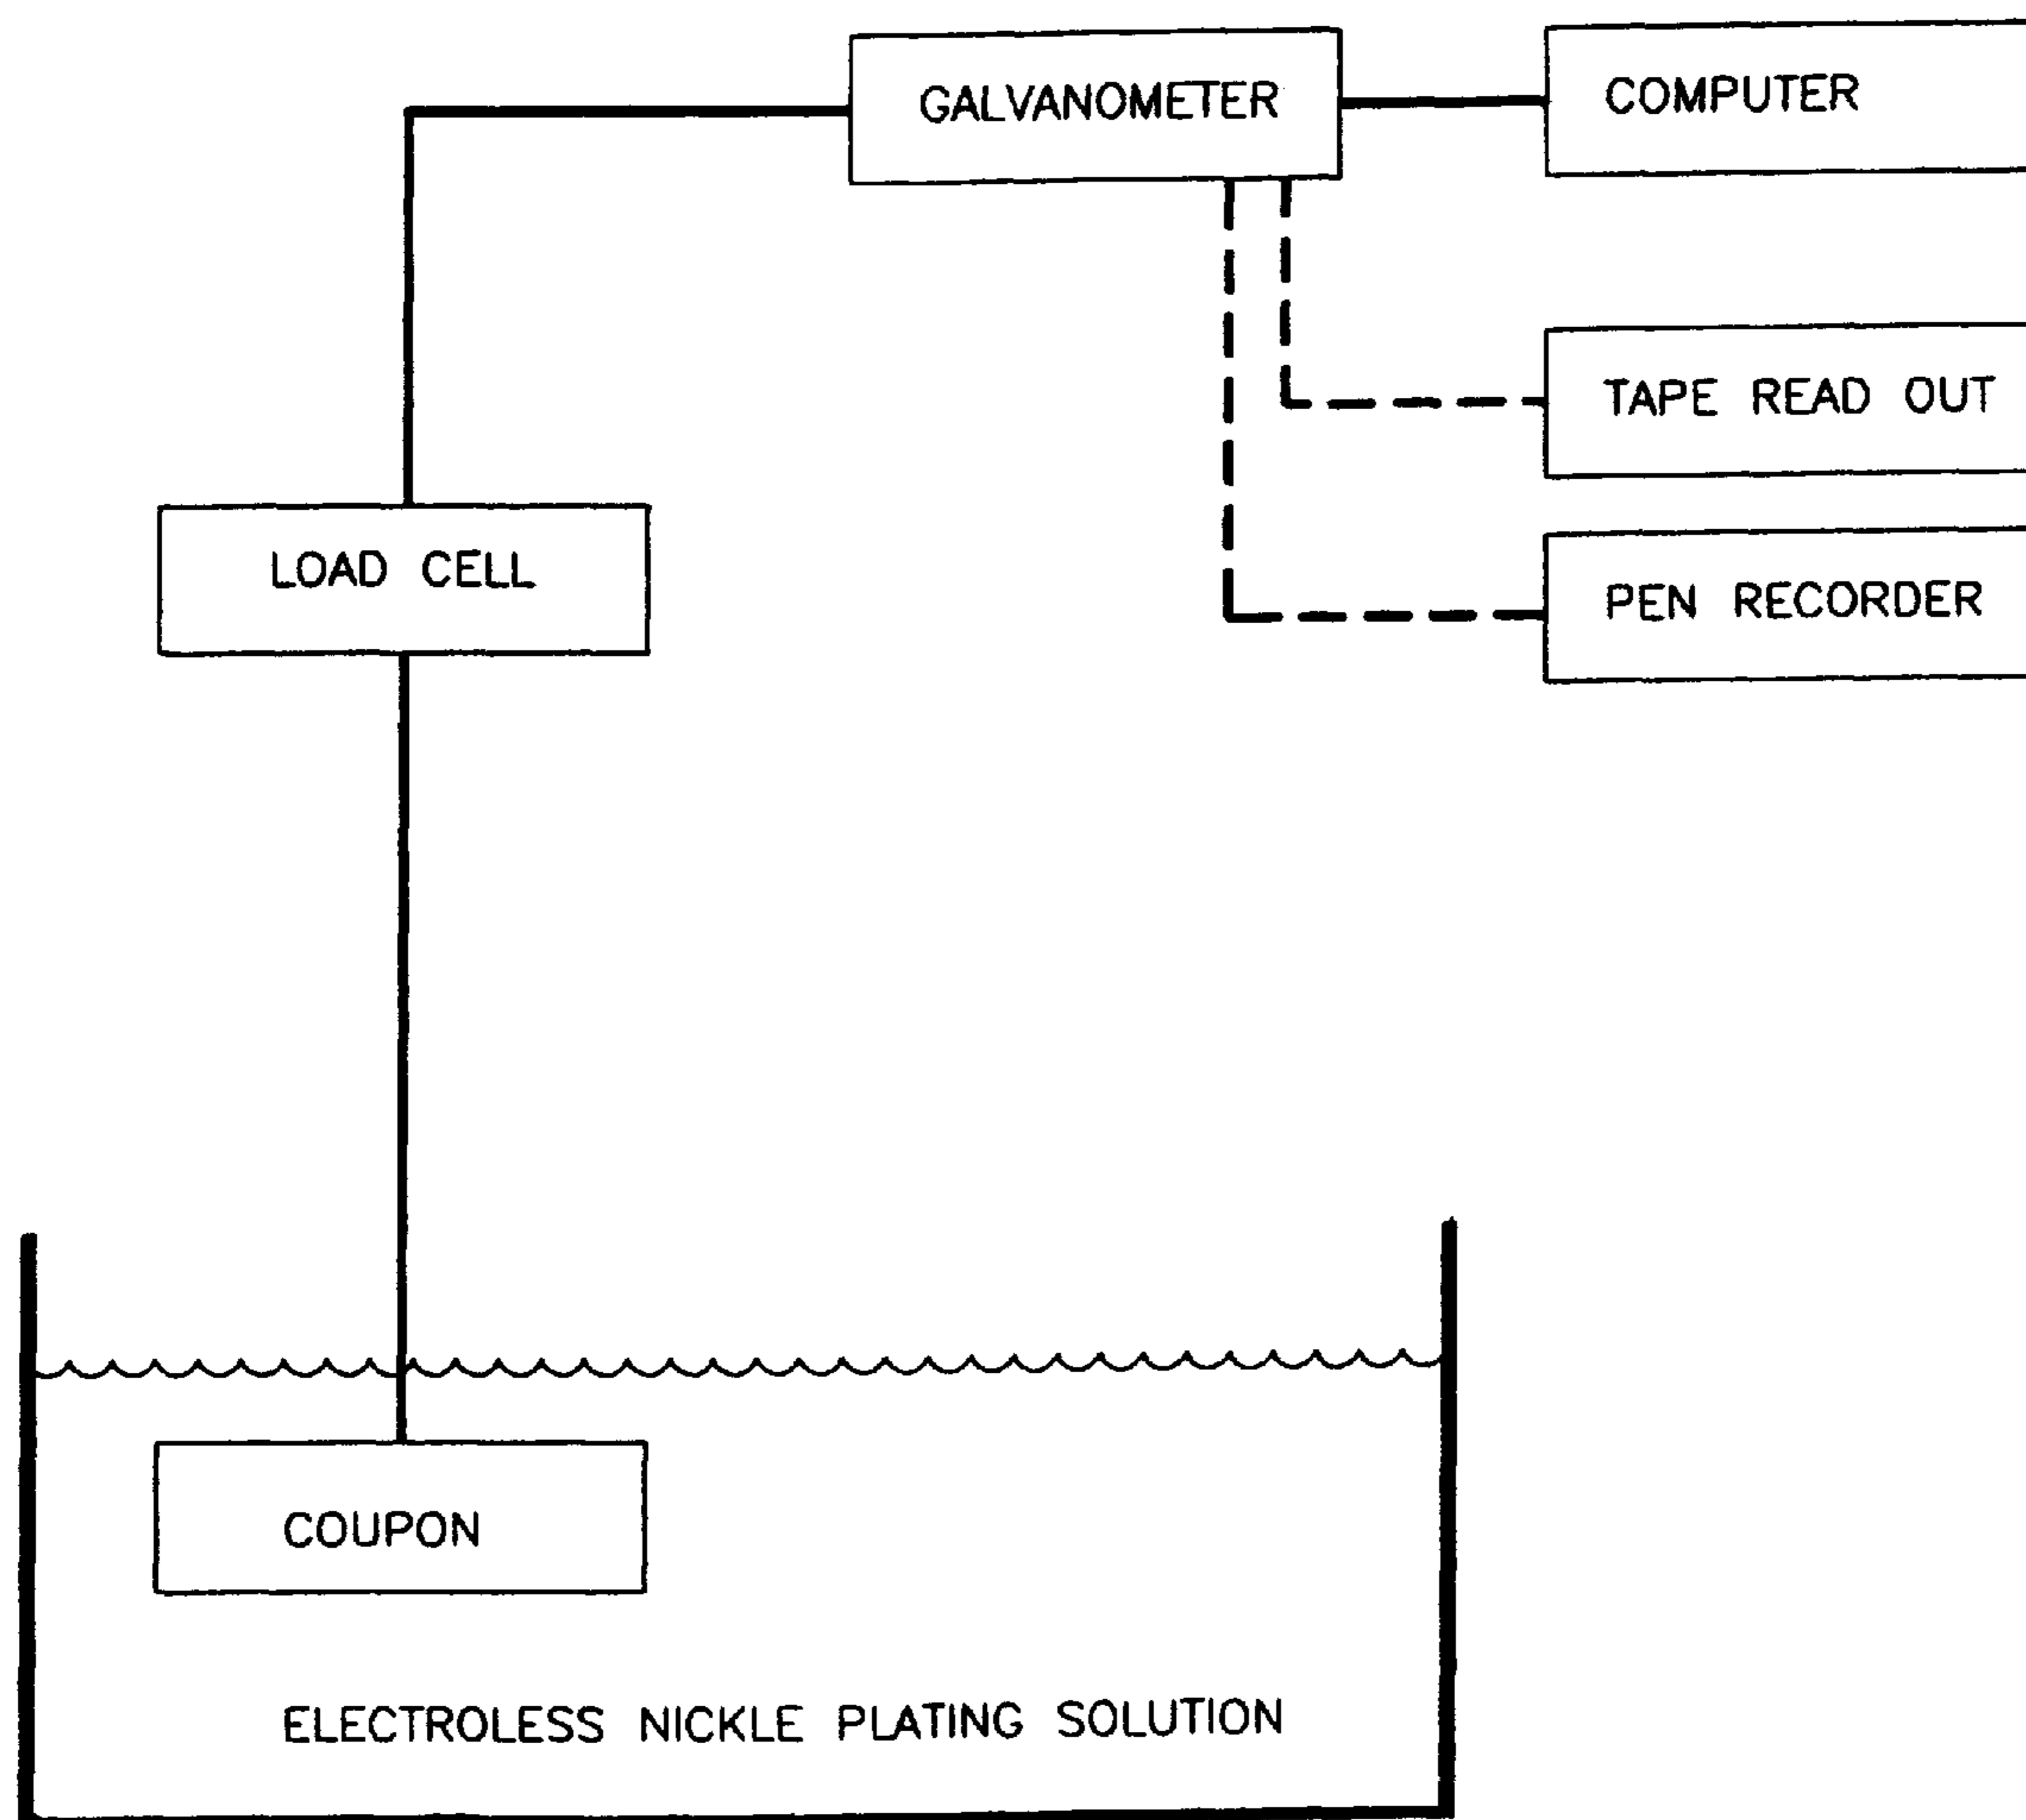 GALVANOMETER
COMPUTER
TAPE READ OUT
LOAD CELL
PEN RECORDER
COUPON
ELECTROLESS NICKLE PLATING SOLUTION